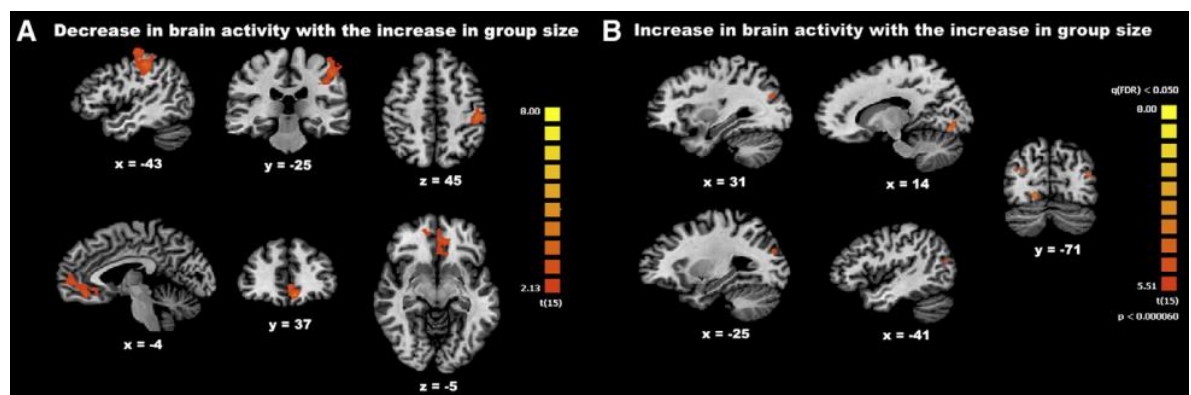 A Decrease in brain activity with the increase in group size
x = -43
y = -25
z = 45
8.00
2.13
t(15)
x = -4
y = 37
z = -5
B Increase in brain activity with the increase in group size
x = 31
x = 14
x = -25
x = -41
y = -71
q(FDR) < 0.050
8.00
5.51
t(15)
p < 0.000060